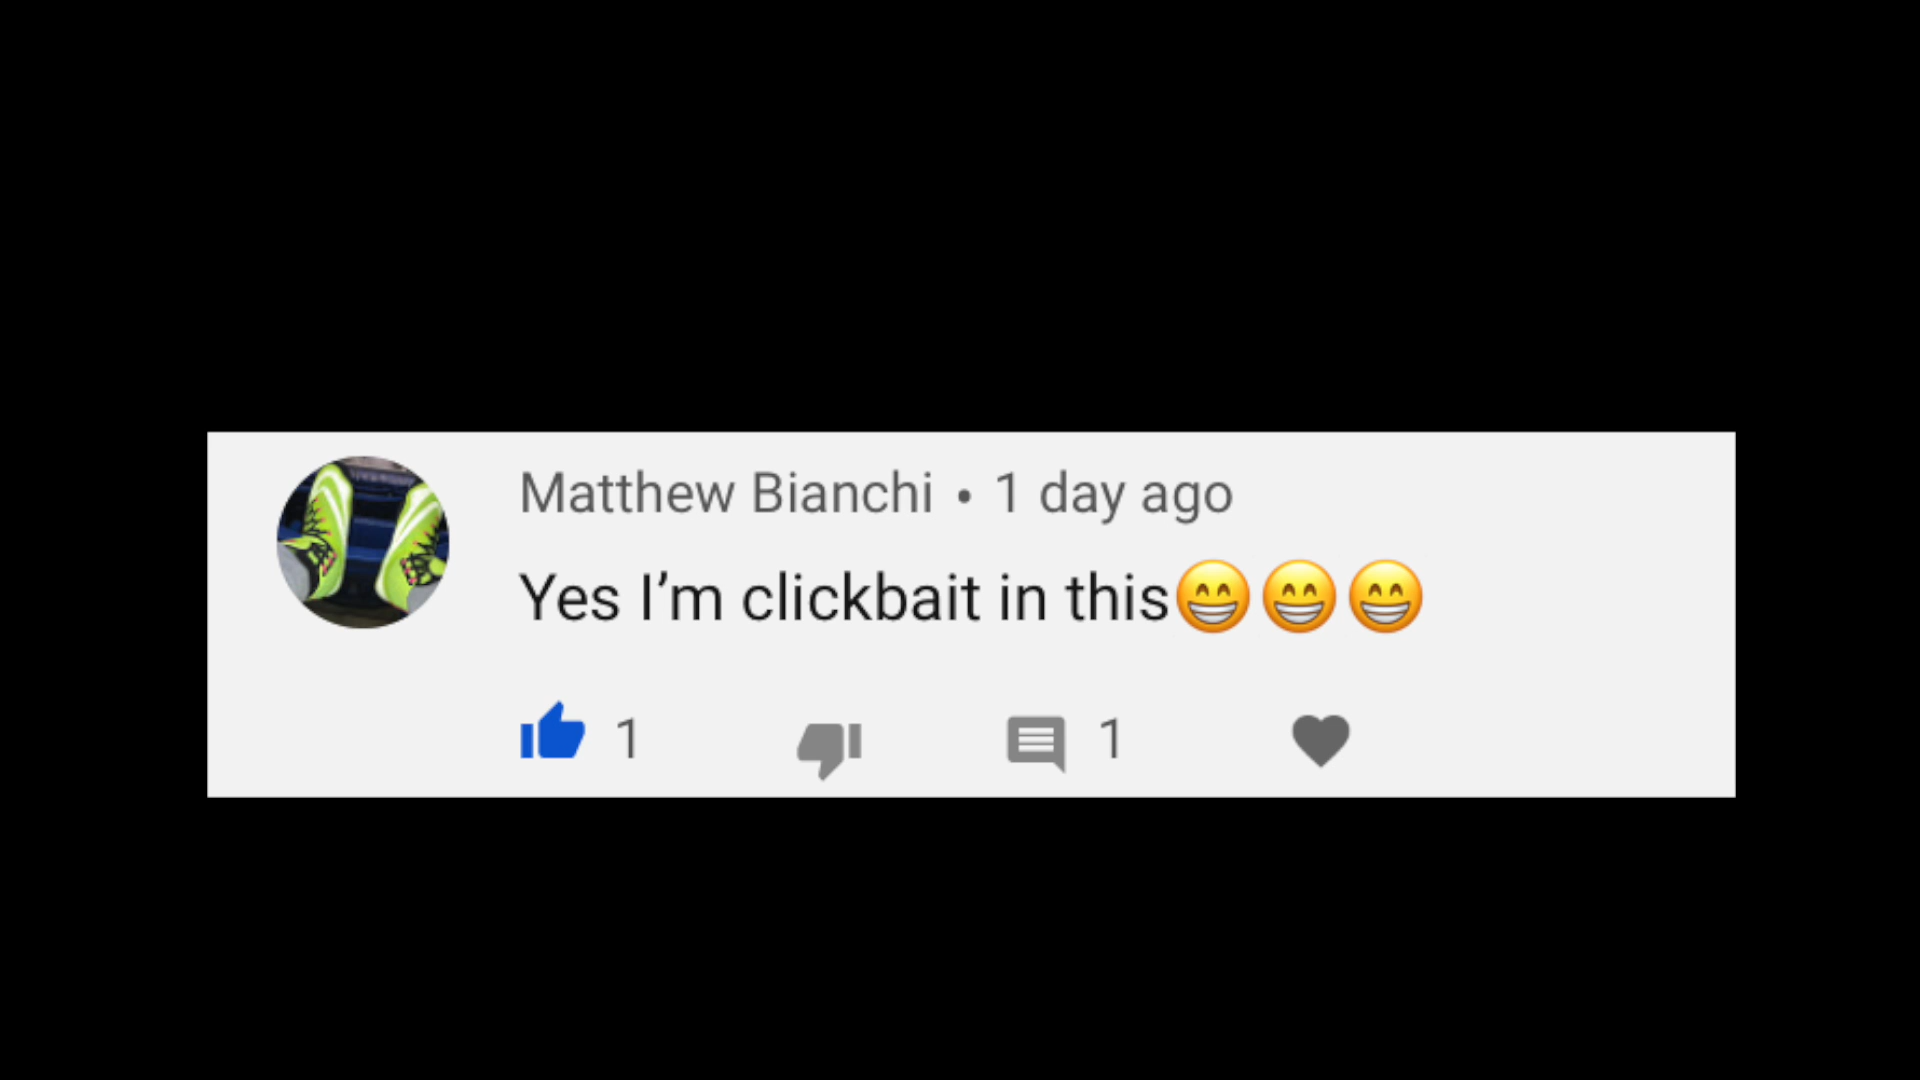 Matthew Bianchi • 1 day ago
Yes I’m clickbait in this😁😁😁
1 1